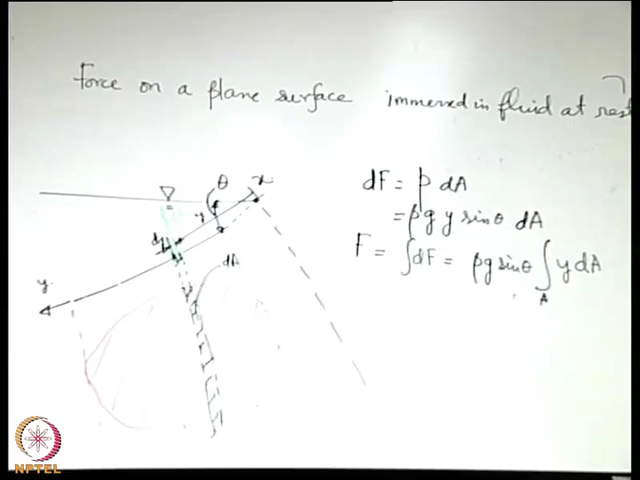 Force on a plane surface immersed in fluid at rest
dF = p dA
= ρg y sinθ dA
F = ∫dF = ρg sinθ ∫ y dA
A
θ
x
y
dy
dA
y
NPTEL